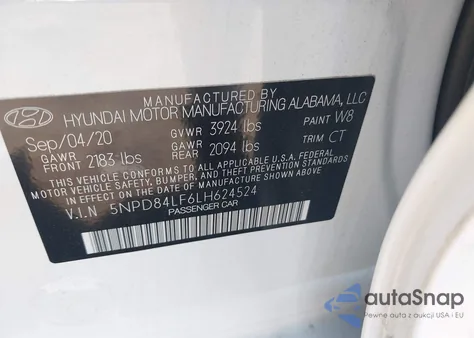 MANUFACTURED BY
HYUNDAI MOTOR MANUFACTURING ALABAMA, LLC
Sep/04/20 GVWR 3924 lbs PAINT W8
GAWR FRONT 2183 lbs GAWR REAR 2094 lbs TRIM CT
THIS VEHICLE CONFORMS TO ALL APPLICABLE U.S.A. FEDERAL
MOTOR VEHICLE SAFETY, BUMPER, AND THEFT PREVENTION
STANDARDS IN EFFECT ON THE DATE OF MANUFACTURE SHOWN ABOVE.
V.I.N 5NPD84LF6LH624524
PASSENGER CAR
autaSnap
Pewne auta z aukcji USA i EU